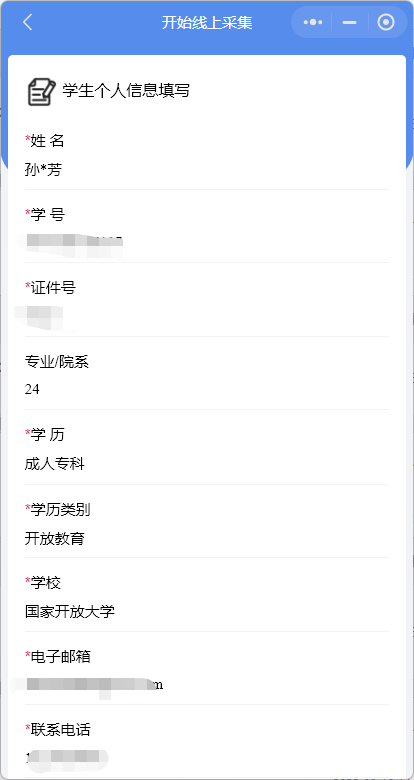 开始线上采集
学生个人信息填写
*姓 名
孙*芳
*学 号
*证件号
专业/院系
24
*学 历
成人专科
*学历类别
开放教育
*学校
国家开放大学
*电子邮箱
m
*联系电话
1